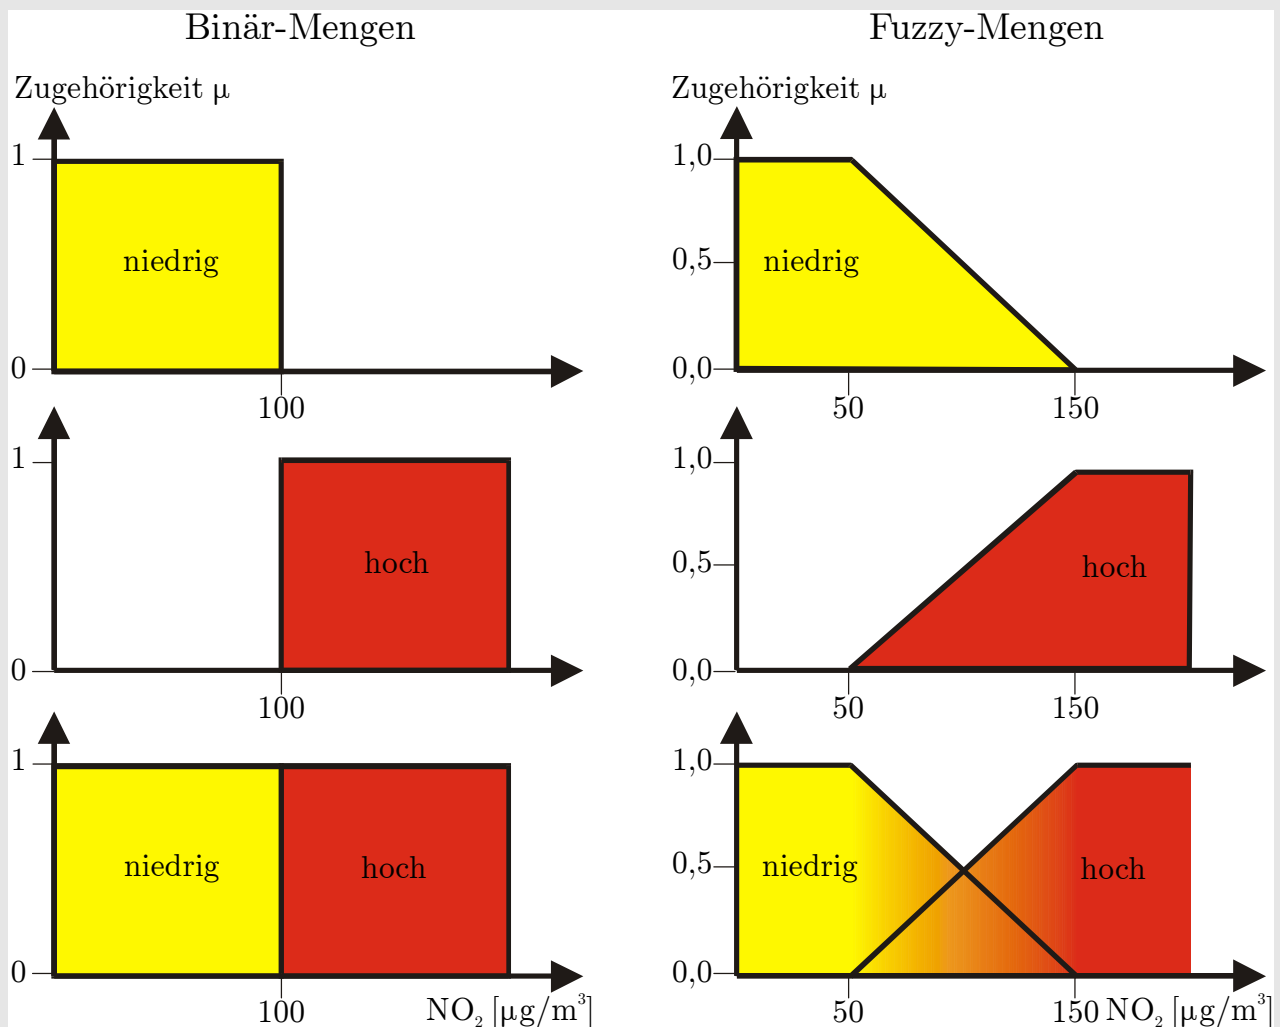 Binär-Mengen
Fuzzy-Mengen
Zugehörigkeit μ
1
niedrig
0
100
Zugehörigkeit μ
1,0
0,5
niedrig
0,0
50 150
1
hoch
0
100
1,0
0,5
hoch
0,0
50 150
1
niedrig hoch
0
100 NO₂ [μg/m³]
1,0
0,5
niedrig hoch
0,0
50 150 NO₂ [μg/m³]